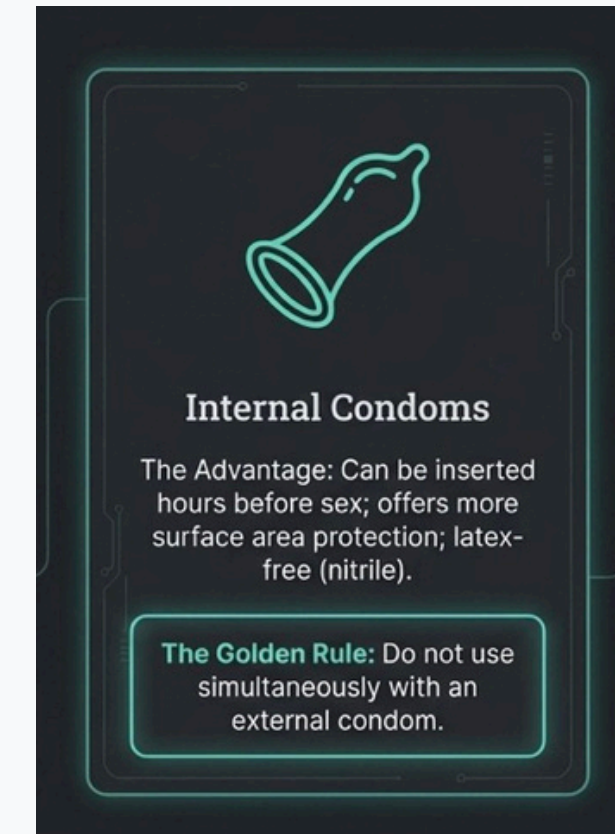 Internal Condoms
The Advantage: Can be inserted
hours before sex; offers more
surface area protection; latex-
free (nitrile).
The Golden Rule: Do not use
simultaneously with an
external condom.